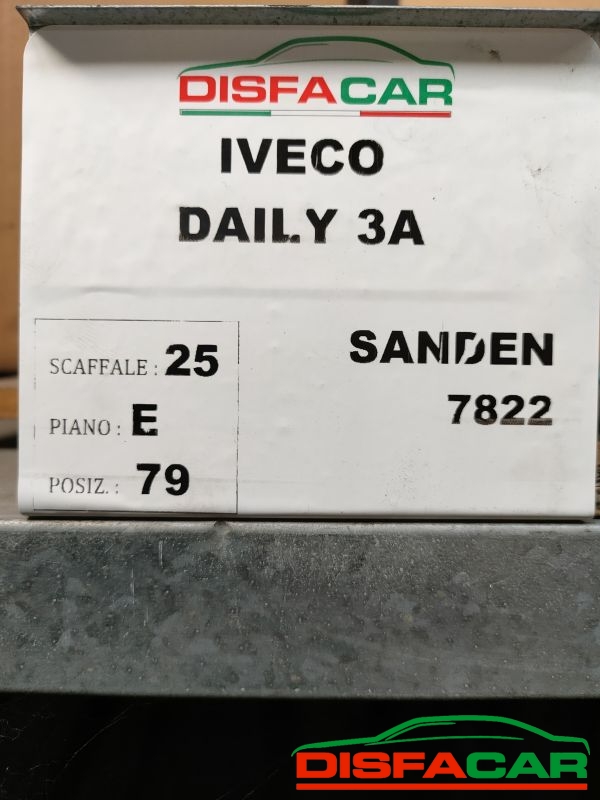 DISFACAR
IVECO
DAILY 3A
SCAFFALE : 25
PIANO : E
POSIZ. : 79
SANDEN
7822
DISFACAR